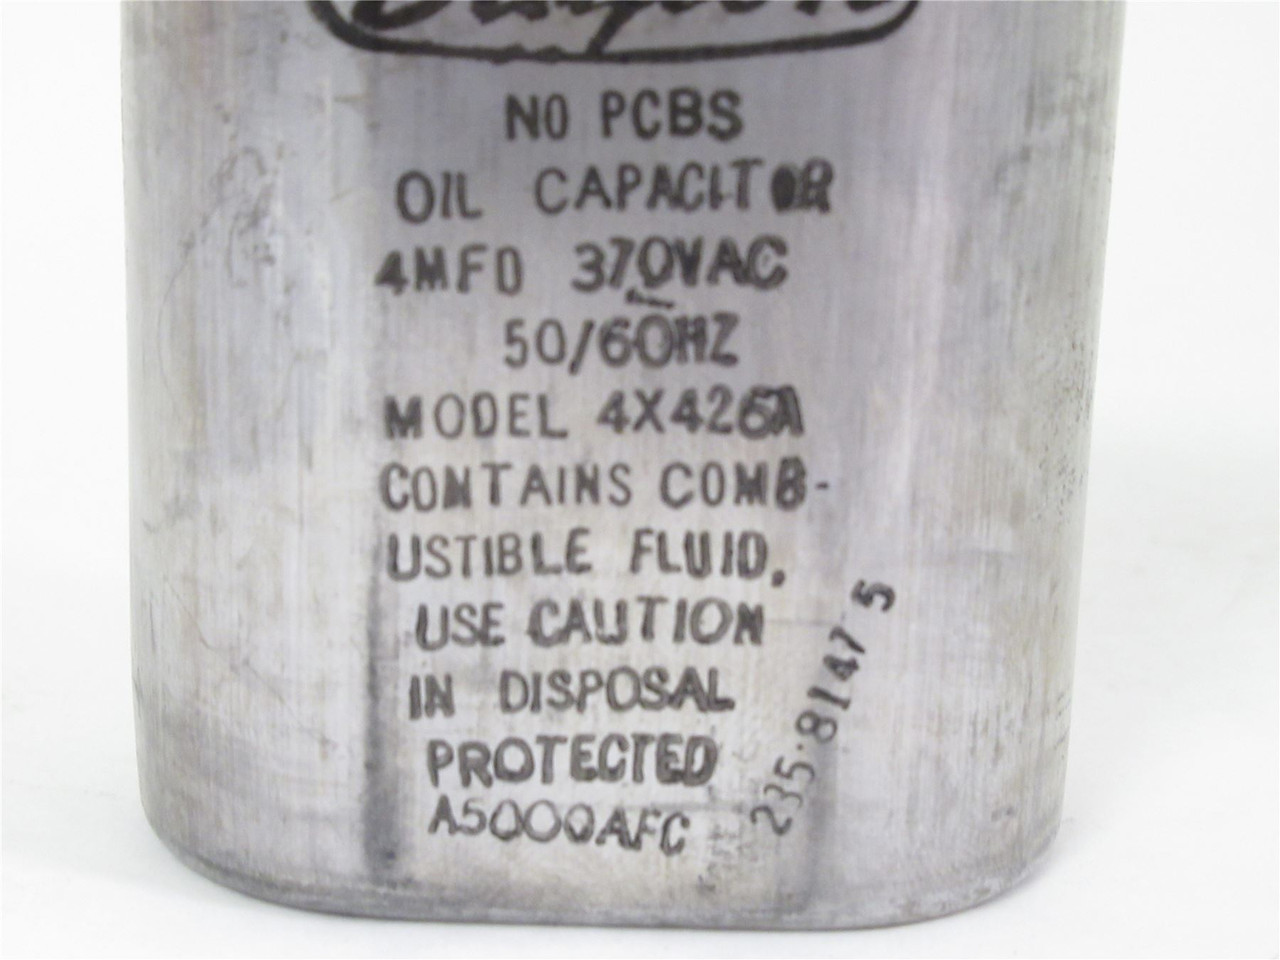 Dayton
NO PCBS
OIL CAPACITOR
4MFD 370VAC
50/60HZ
MODEL 4X426A
CONTAINS COMB-
USTIBLE FLUID.
USE CAUTION
IN DISPOSAL
PROTECTED
A5000AFC
235-8147 5